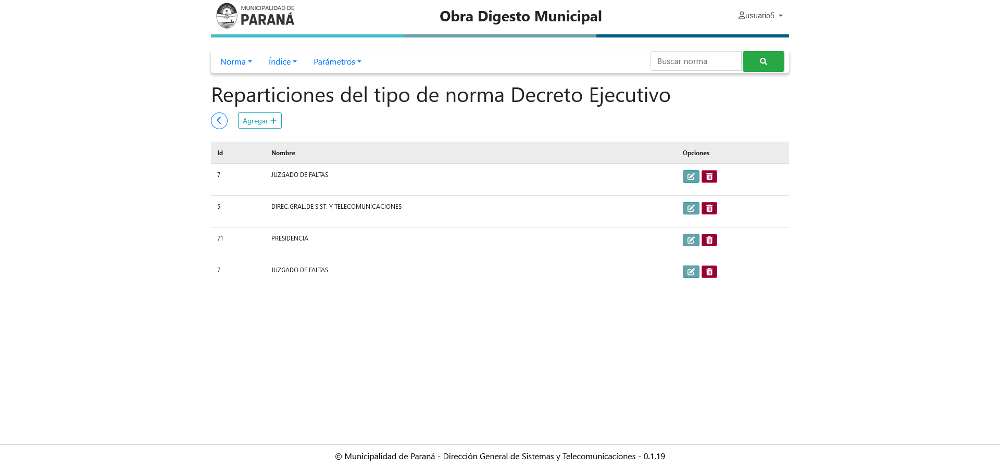 MUNICIPALIDAD DE
PARANÁ
Obra Digesto Municipal
usuario5
Norma
Índice
Parámetros
Buscar norma
Reparticiones del tipo de norma Decreto Ejecutivo
Agregar +
Id Nombre Opciones
7 JUZGADO DE FALTAS
5 DIREC.GRAL.DE SIST. Y TELECOMUNICACIONES
71 PRESIDENCIA
7 JUZGADO DE FALTAS
© Municipalidad de Paraná - Dirección General de Sistemas y Telecomunicaciones - 0.1.19